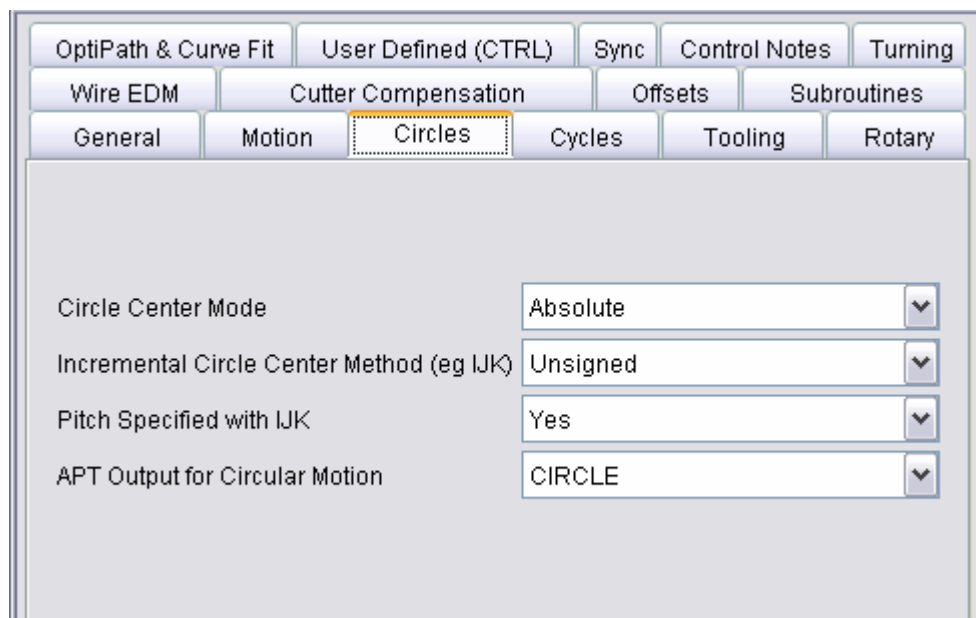 OptiPath & Curve Fit User Defined (CTRL) Sync Control Notes Turning
Wire EDM Cutter Compensation Offsets Subroutines
General Motion Circles Cycles Tooling Rotary
Circle Center Mode Absolute
Incremental Circle Center Method (eg IJK) Unsigned
Pitch Specified with IJK Yes
APT Output for Circular Motion CIRCLE